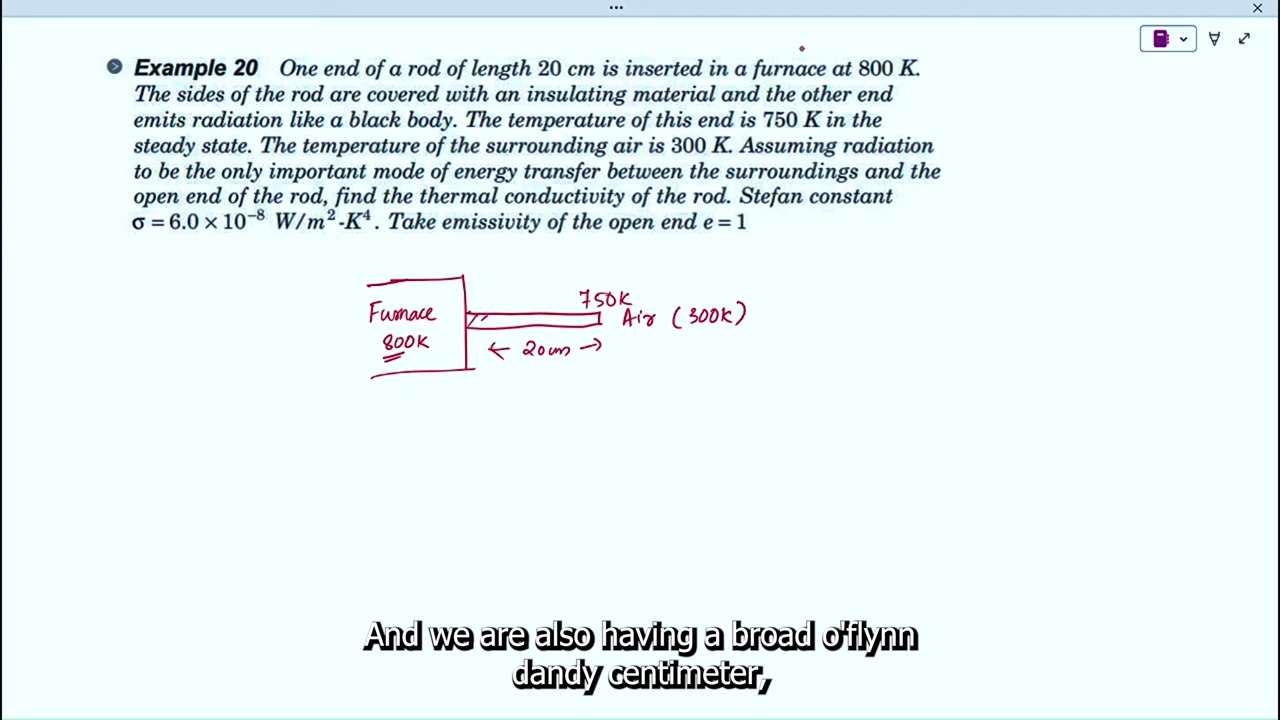 Example 20 One end of a rod of length 20 cm is inserted in a furnace at 800 K.
The sides of the rod are covered with an insulating material and the other end
emits radiation like a black body. The temperature of this end is 750 K in the
steady state. The temperature of the surrounding air is 300 K. Assuming radiation
to be the only important mode of energy transfer between the surroundings and the
open end of the rod, find the thermal conductivity of the rod. Stefan constant
σ = 6.0 × 10⁻⁸ W/m²-K⁴. Take emissivity of the open end e = 1
750K
Furnace
Air (300K)
800K
20cm
And we are also having a broad o'flynn
dandy centimeter,